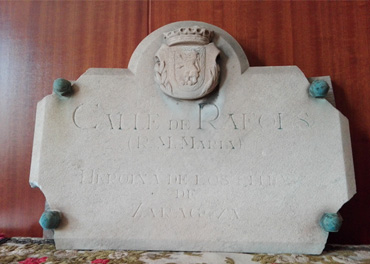 CALLE DE RAFOLS
(R. M. MARIA)
HEROINA DE LOS SITIOS
DE
ZARAGOZA